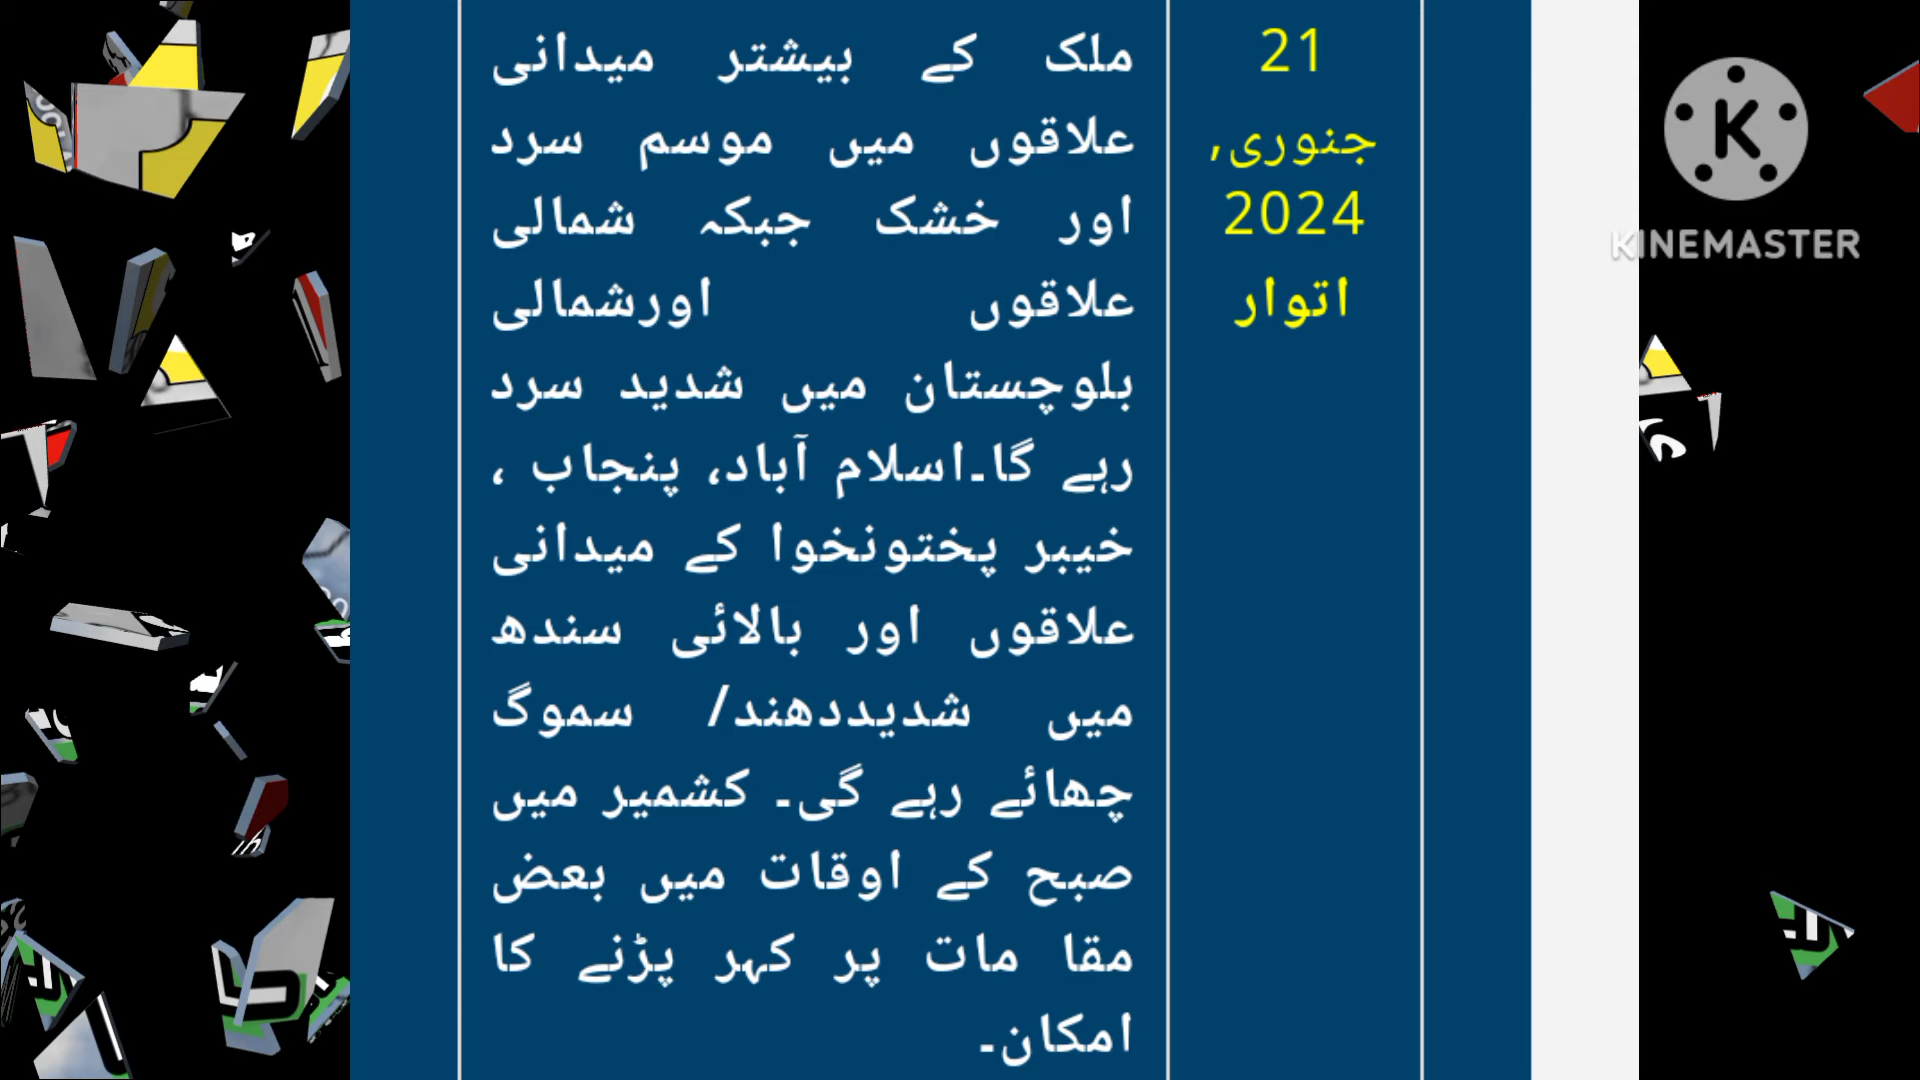 21
جنوری,
2024
اتوار
ملک کے بیشتر میدانی
علاقوں میں موسم سرد
اور خشک جبکہ شمالی
علاقوں اورشمالی
بلوچستان میں شدید سرد
رہے گا۔اسلام آباد، پنجاب ،
خیبر پختونخوا کے میدانی
علاقوں اور بالائی سندھ
میں شدیددھند/ سموگ
چھائے رہے گی۔ کشمیر میں
صبح کے اوقات میں بعض
مقا مات پر کہر پڑنے کا
امکان۔
K
KINEMASTER